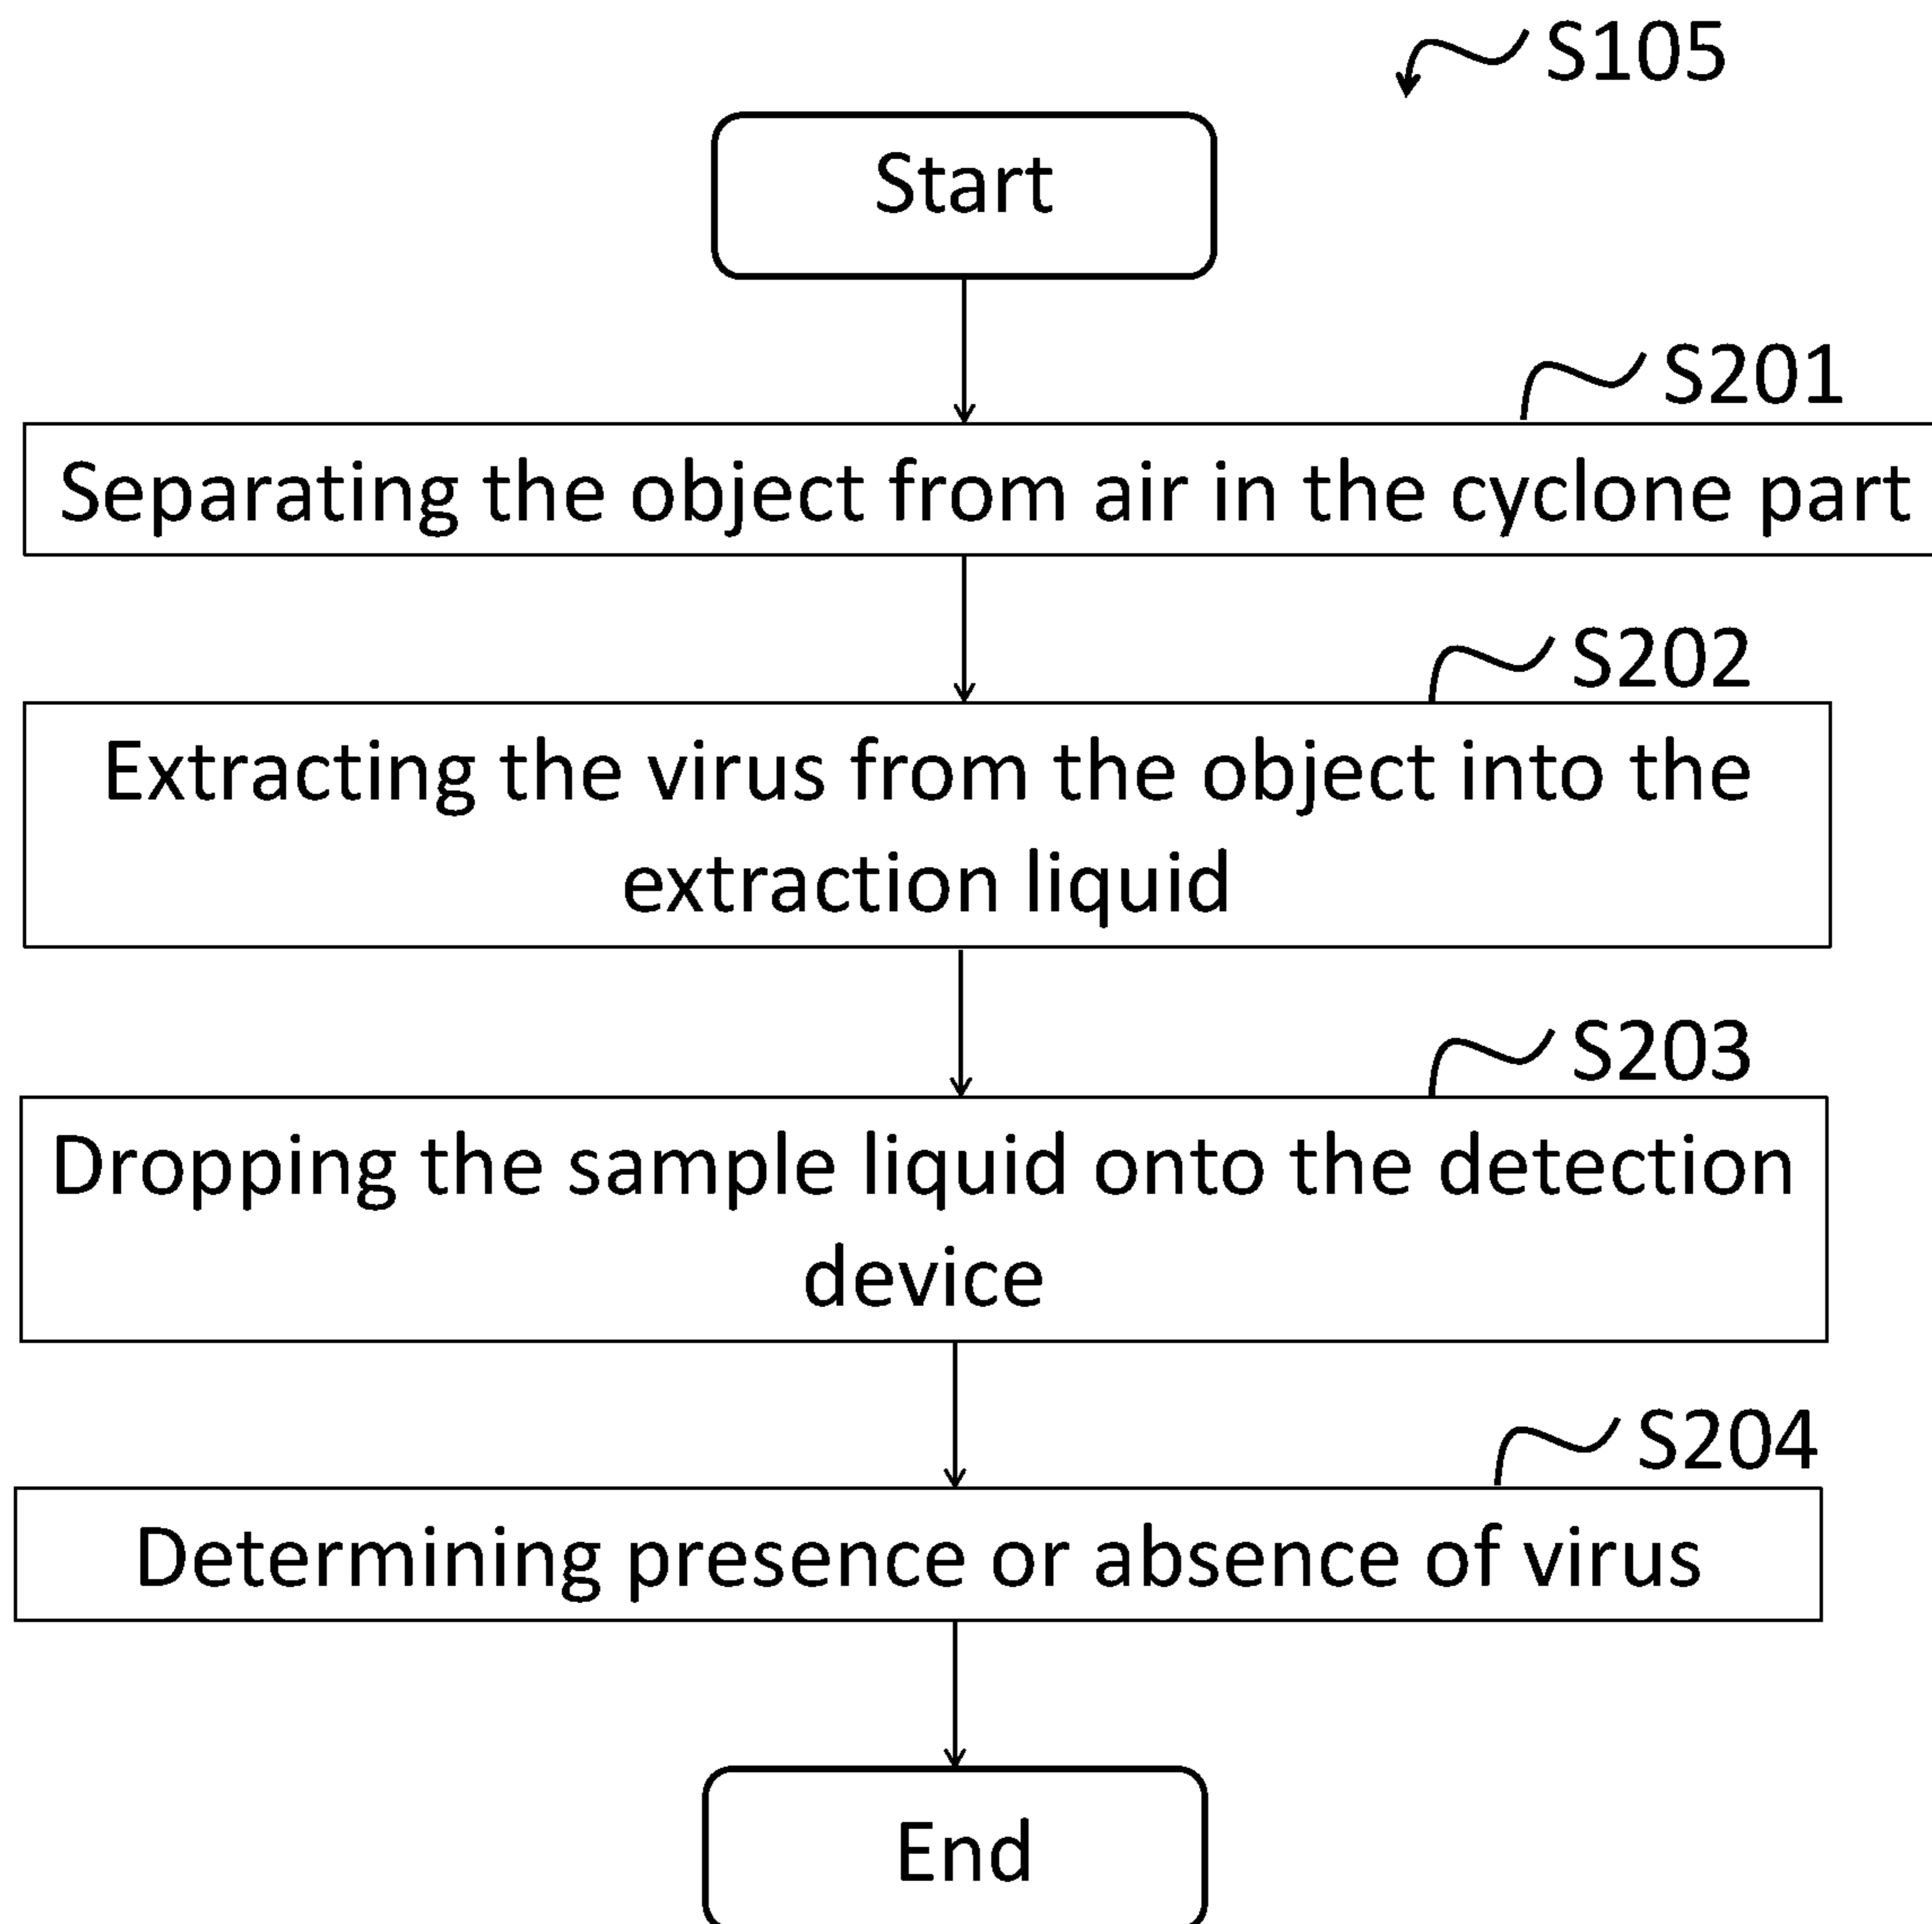 S105
Start
S201
Separating the object from air in the cyclone part
S202
Extracting the virus from the object into the
extraction liquid
S203
Dropping the sample liquid onto the detection
device
S204
Determining presence or absence of virus
End